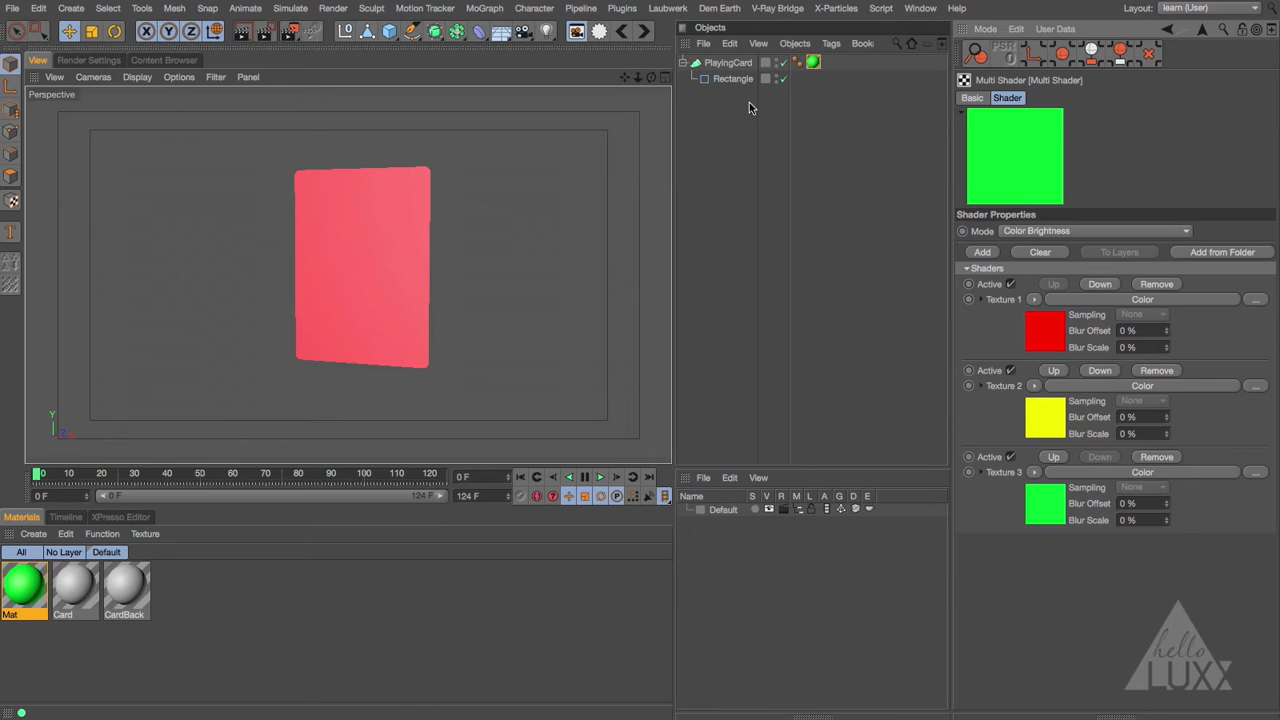 File Edit Create Select Tools Mesh Snap Animate Simulate Render Sculpt Motion Tracker MoGraph Character Pipeline Plugins Laubwerk Dem Earth V-Ray Bridge X-Particles Script Window Help Layout: learn (User)
X Y Z
PSR
View Render Settings Content Browser
View Cameras Display Options Filter Panel
Perspective
Y
Z
Objects
File Edit View Objects Tags Book
PlayingCard
Rectangle
Mode Edit User Data
Multi Shader [Multi Shader]
Basic Shader
Shader Properties
Mode Color Brightness
Add Clear To Layers Add from Folder
Shaders
Active Up Down Remove
Texture 1 Color ...
Sampling None
Blur Offset 0 %
Blur Scale 0 %
Active Up Down Remove
Texture 2 Color ...
Sampling None
Blur Offset 0 %
Blur Scale 0 %
Active Up Down Remove
Texture 3 Color ...
Sampling None
Blur Offset 0 %
Blur Scale 0 %
0 10 20 30 40 50 60 70 80 90 100 110 120 0 F
0 F 0 F 124 F 124 F
File Edit View
Name S V R M L A G D E
Default
Materials Timeline XPresso Editor
Create Edit Function Texture
All No Layer Default
Mat Card CardBack
hello
LUXX